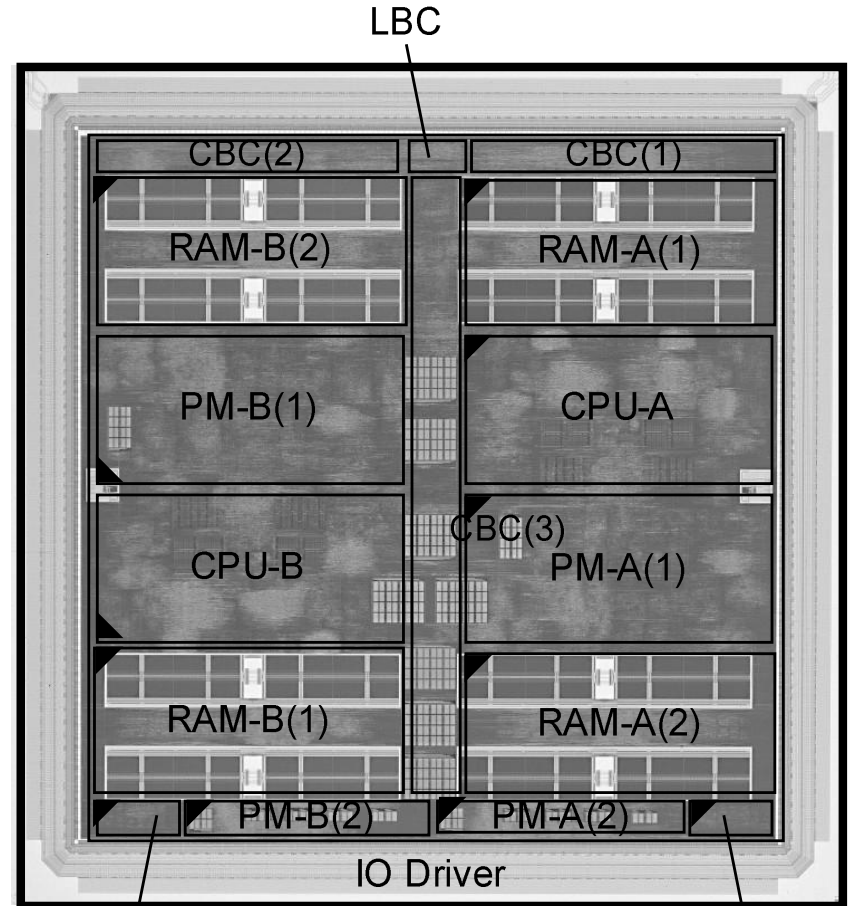 LBC
CBC(2)
CBC(1)
RAM-B(2)
RAM-A(1)
PM-B(1)
CPU-A
CBC(3)
CPU-B
PM-A(1)
RAM-B(1)
RAM-A(2)
PM-B(2)
PM-A(2)
IO Driver